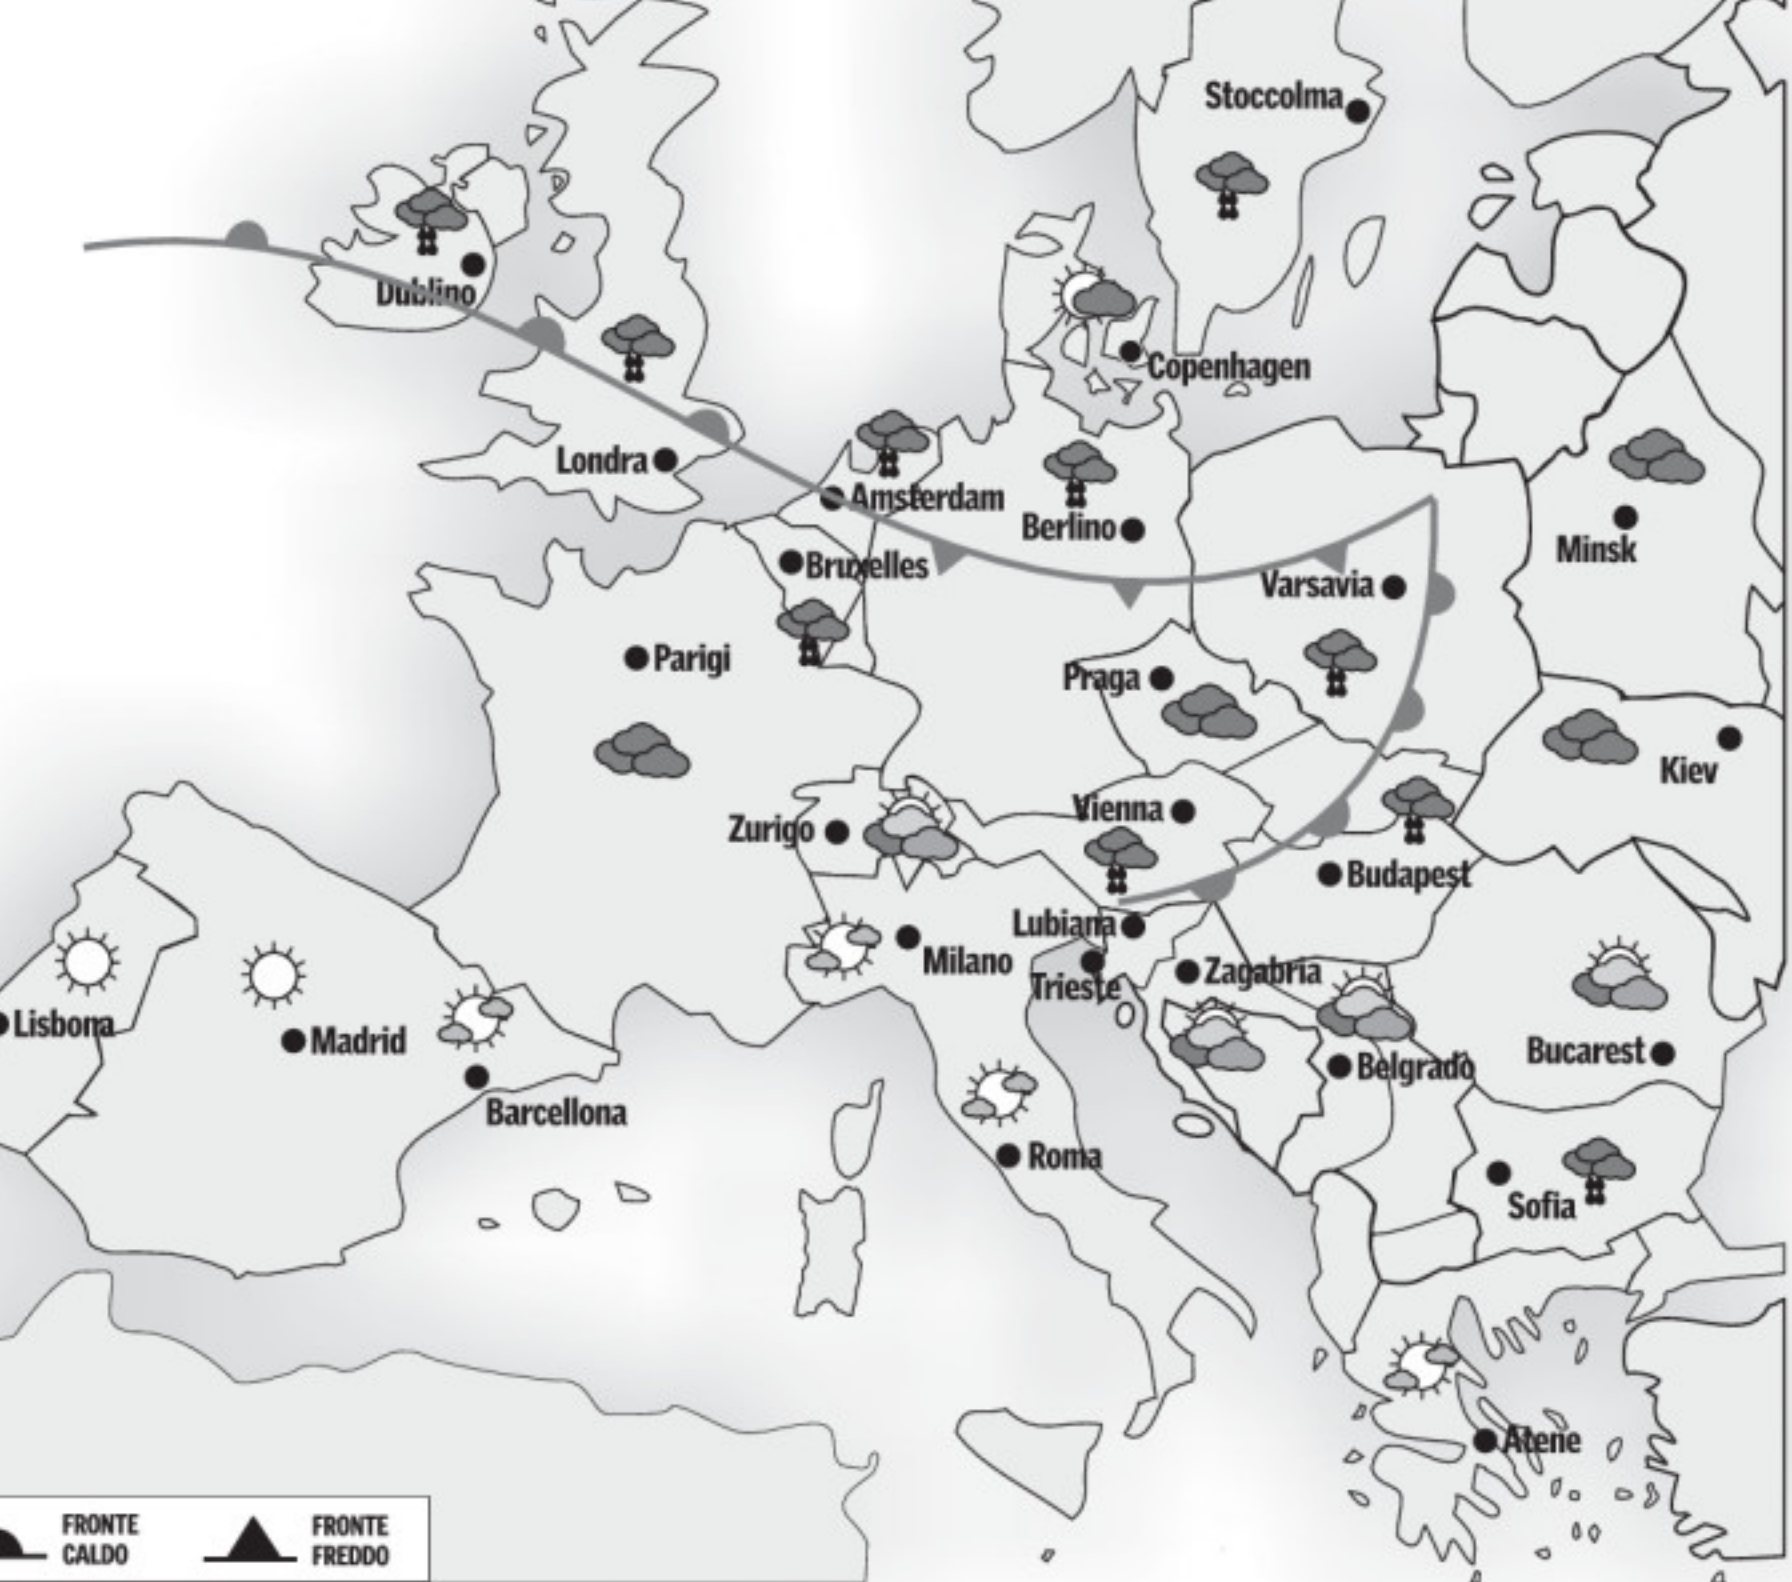 Stoccolma
Dublino
Copenhagen
Londra
Amsterdam
Berlino
Minsk
Bruxelles
Varsavia
Parigi
Praga
Kiev
Vienna
Zurigo
Budapest
Lubiana
Milano
Zagabria
Trieste
Lisbona
Madrid
Bucarest
Belgrado
Barcellona
Roma
Sofia
Atene
FRONTE
CALDO
FRONTE
FREDDO